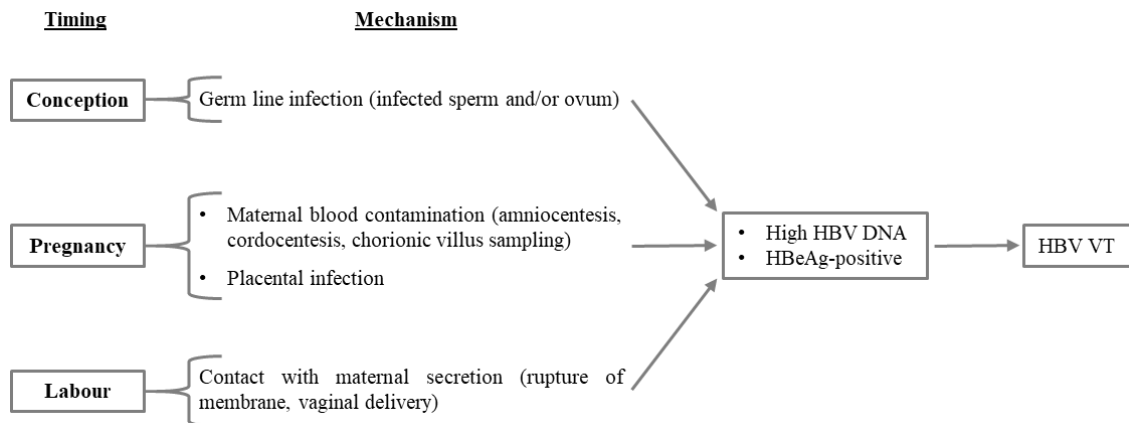 Timing
Mechanism
Conception
Germ line infection (infected sperm and/or ovum)
Pregnancy
• Maternal blood contamination (amniocentesis,
cordocentesis, chorionic villus sampling)
• Placental infection
Labour
Contact with maternal secretion (rupture of
membrane, vaginal delivery)
• High HBV DNA
• HBeAg-positive
HBV VT